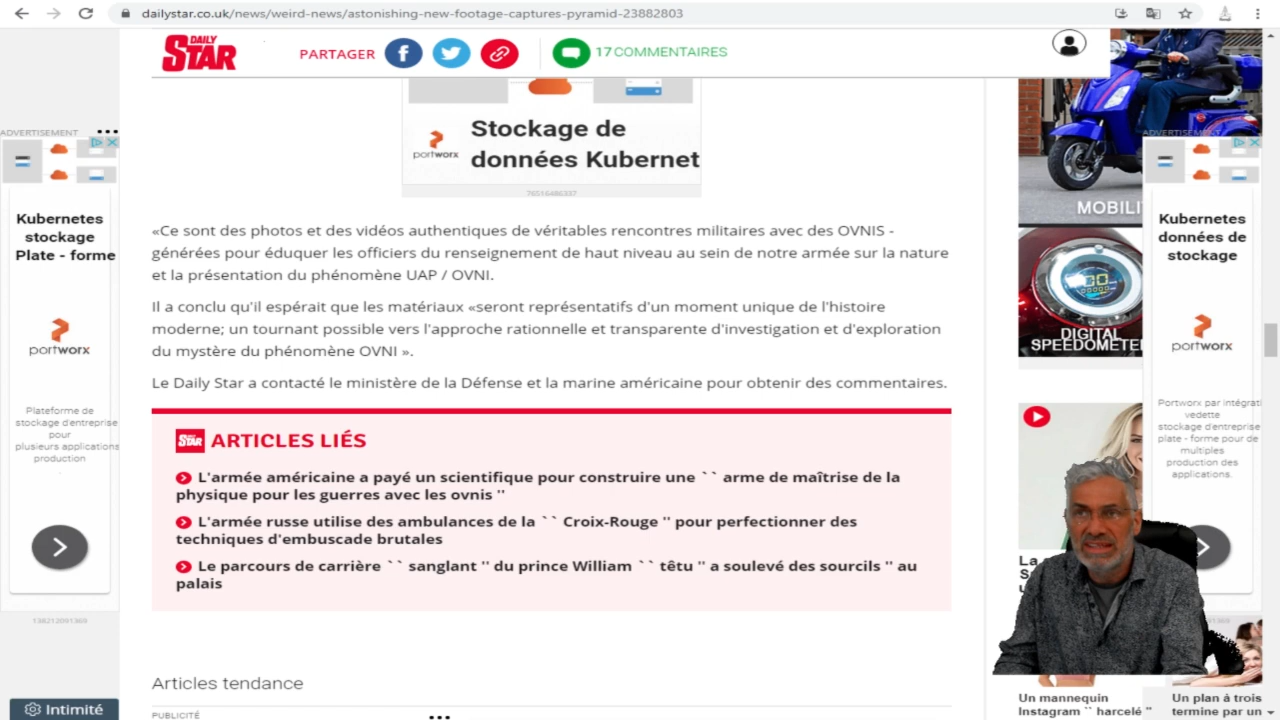 dailystar.co.uk/news/weird-news/astonishing-new-footage-captures-pyramid-23882803
DAILY
STAR
PARTAGER
17 COMMENTAIRES
ADVERTISEMENT
Kubernetes
stockage
Plate - forme
portworx
Plateforme de
stockage d'entreprise
pour
plusieurs applications
production
.
138212091369
Intimité
Stockage de
données Kubernet
portworx
76516486337
«Ce sont des photos et des vidéos authentiques de véritables rencontres militaires avec des OVNIS -
générées pour éduquer les officiers du renseignement de haut niveau au sein de notre armée sur la nature
et la présentation du phénomène UAP / OVNI.
Il a conclu qu'il espérait que les matériaux «seront représentatifs d'un moment unique de l'histoire
moderne; un tournant possible vers l'approche rationnelle et transparente d'investigation et d'exploration
du mystère du phénomène OVNI ».
Le Daily Star a contacté le ministère de la Défense et la marine américaine pour obtenir des commentaires.
STAR ARTICLES LIÉS
L'armée américaine a payé un scientifique pour construire une `` arme de maîtrise de la
physique pour les guerres avec les ovnis ''
L'armée russe utilise des ambulances de la `` Croix-Rouge '' pour perfectionner des
techniques d'embuscade brutales
Le parcours de carrière `` sanglant '' du prince William `` têtu '' a soulevé des sourcils '' au
palais
Articles tendance
PUBLICITÉ
MOBILI
DIGITAL
SPEEDOMETE
ADVERTISEMENT
Kubernetes
données de
stockage
portworx
Portworx par intégrat
vedette
stockage d'entreprise
plate - forme pour de
multiples
production des
applications.
La
Un mannequin
Instagram `` harcelé ''
Un plan à trois
termine par un